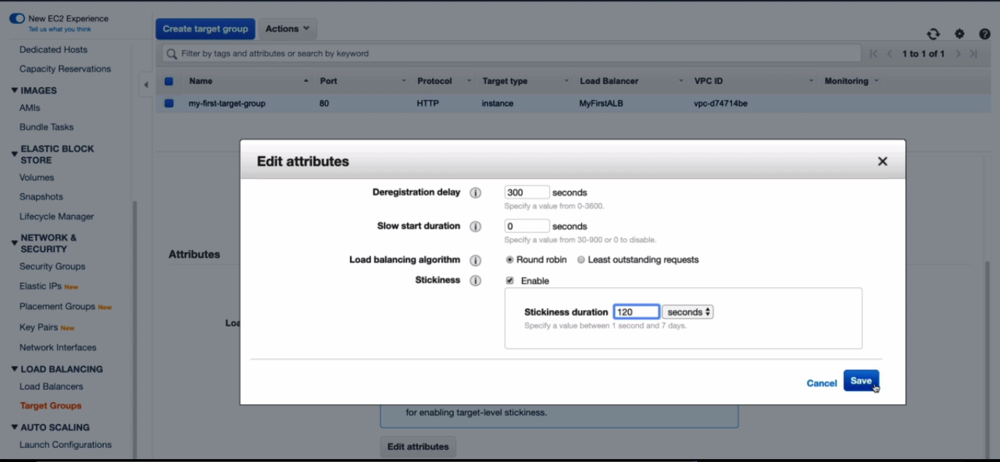 New EC2 Experience
Tell us what you think
Dedicated Hosts
Capacity Reservations
IMAGES
AMIs
Bundle Tasks
ELASTIC BLOCK
STORE
Volumes
Snapshots
Lifecycle Manager
NETWORK &
SECURITY
Security Groups
Elastic IPs New
Placement Groups New
Key Pairs New
Network Interfaces
LOAD BALANCING
Load Balancers
Target Groups
AUTO SCALING
Launch Configurations
Create target group Actions
Filter by tags and attributes or search by keyword 1 to 1 of 1
Name Port Protocol Target type Load Balancer VPC ID Monitoring
my-first-target-group 80 HTTP instance MyFirstALB vpc-d74714be
Attributes
Edit attributes
Deregistration delay 300 seconds
Specify a value from 0-3600.
Slow start duration 0 seconds
Specify a value from 30-900 or 0 to disable.
Load balancing algorithm Round robin Least outstanding requests
Stickiness Enable
Stickiness duration 120 seconds
Specify a value between 1 second and 7 days.
Cancel Save
for enabling target-level stickiness.
Edit attributes